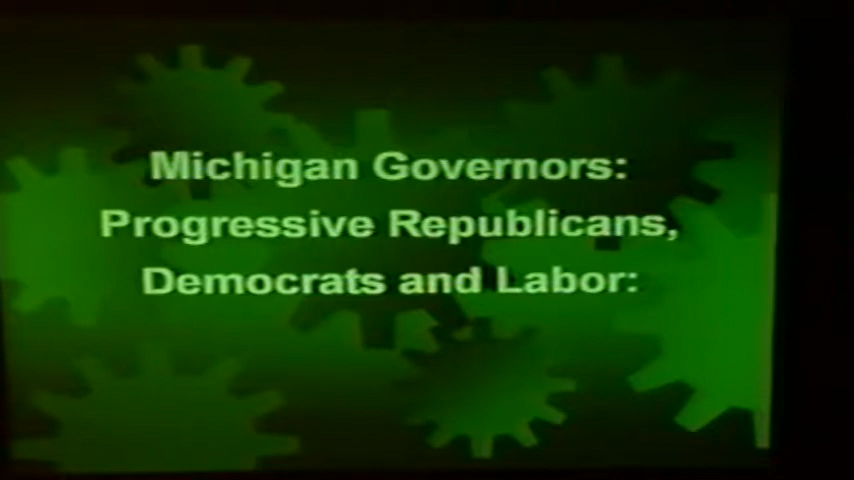 Michigan Governors:
Progressive Republicans,
Democrats and Labor: